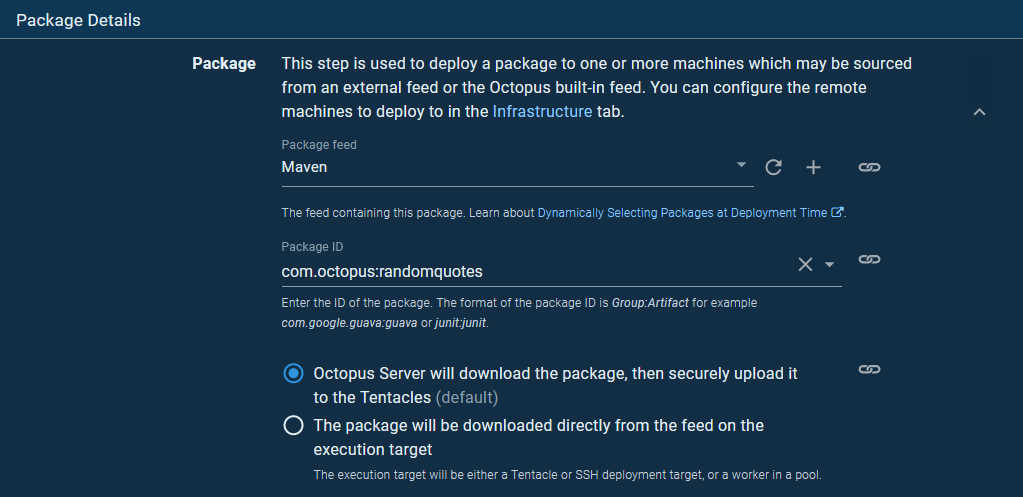 Package Details
Package
This step is used to deploy a package to one or more machines which may be sourced
from an external feed or the Octopus built-in feed. You can configure the remote
machines to deploy to in the Infrastructure tab.
Package feed
Maven
The feed containing this package. Learn about Dynamically Selecting Packages at Deployment Time.
Package ID
com.octopus:randomquotes
Enter the ID of the package. The format of the package ID is Group:Artifact for example
com.google.guava:guava or junit:junit.
Octopus Server will download the package, then securely upload it
to the Tentacles (default)
The package will be downloaded directly from the feed on the
execution target
The execution target will be either a Tentacle or SSH deployment target, or a worker in a pool.